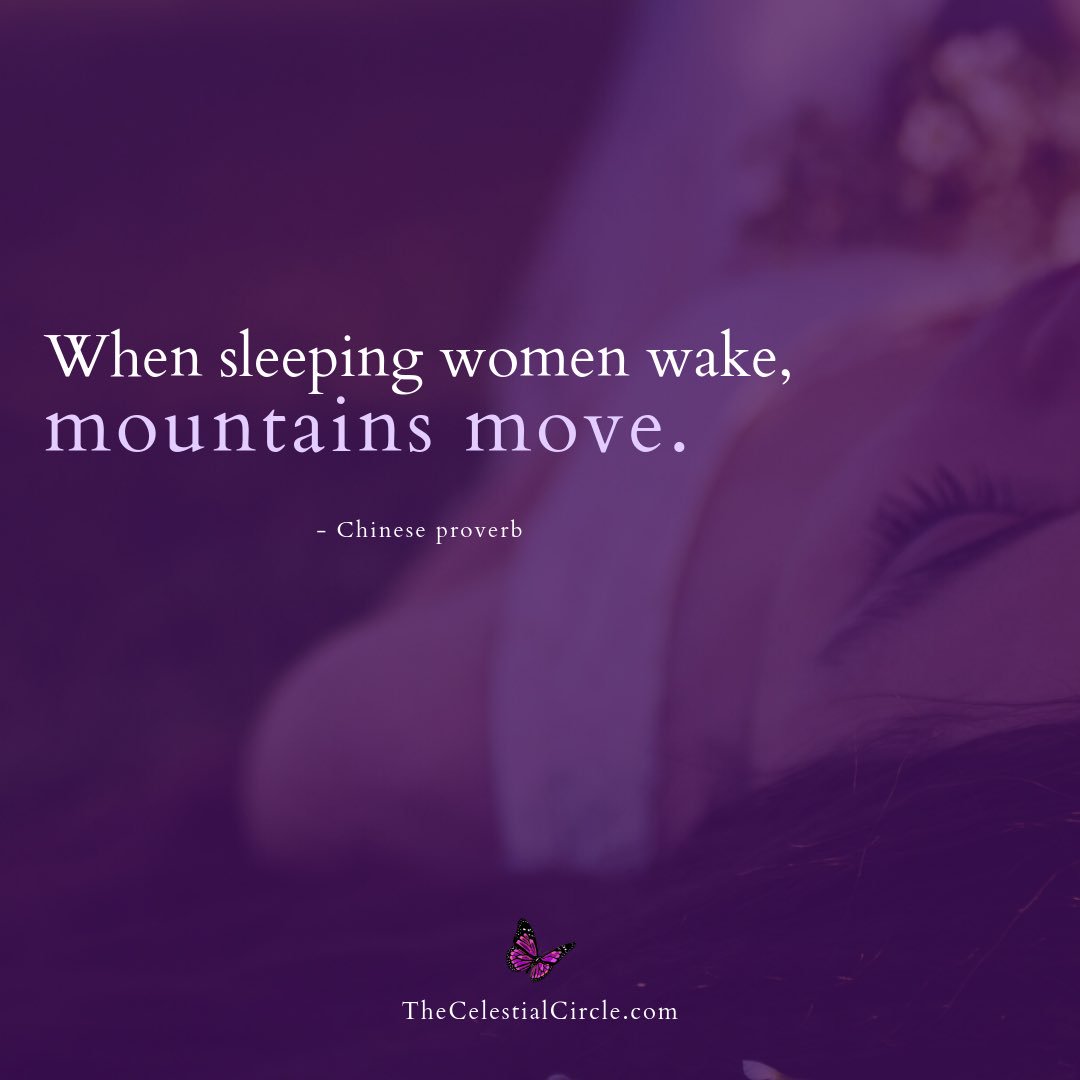 When sleeping women wake,
mountains move.
- Chinese proverb
TheCelestialCircle.com